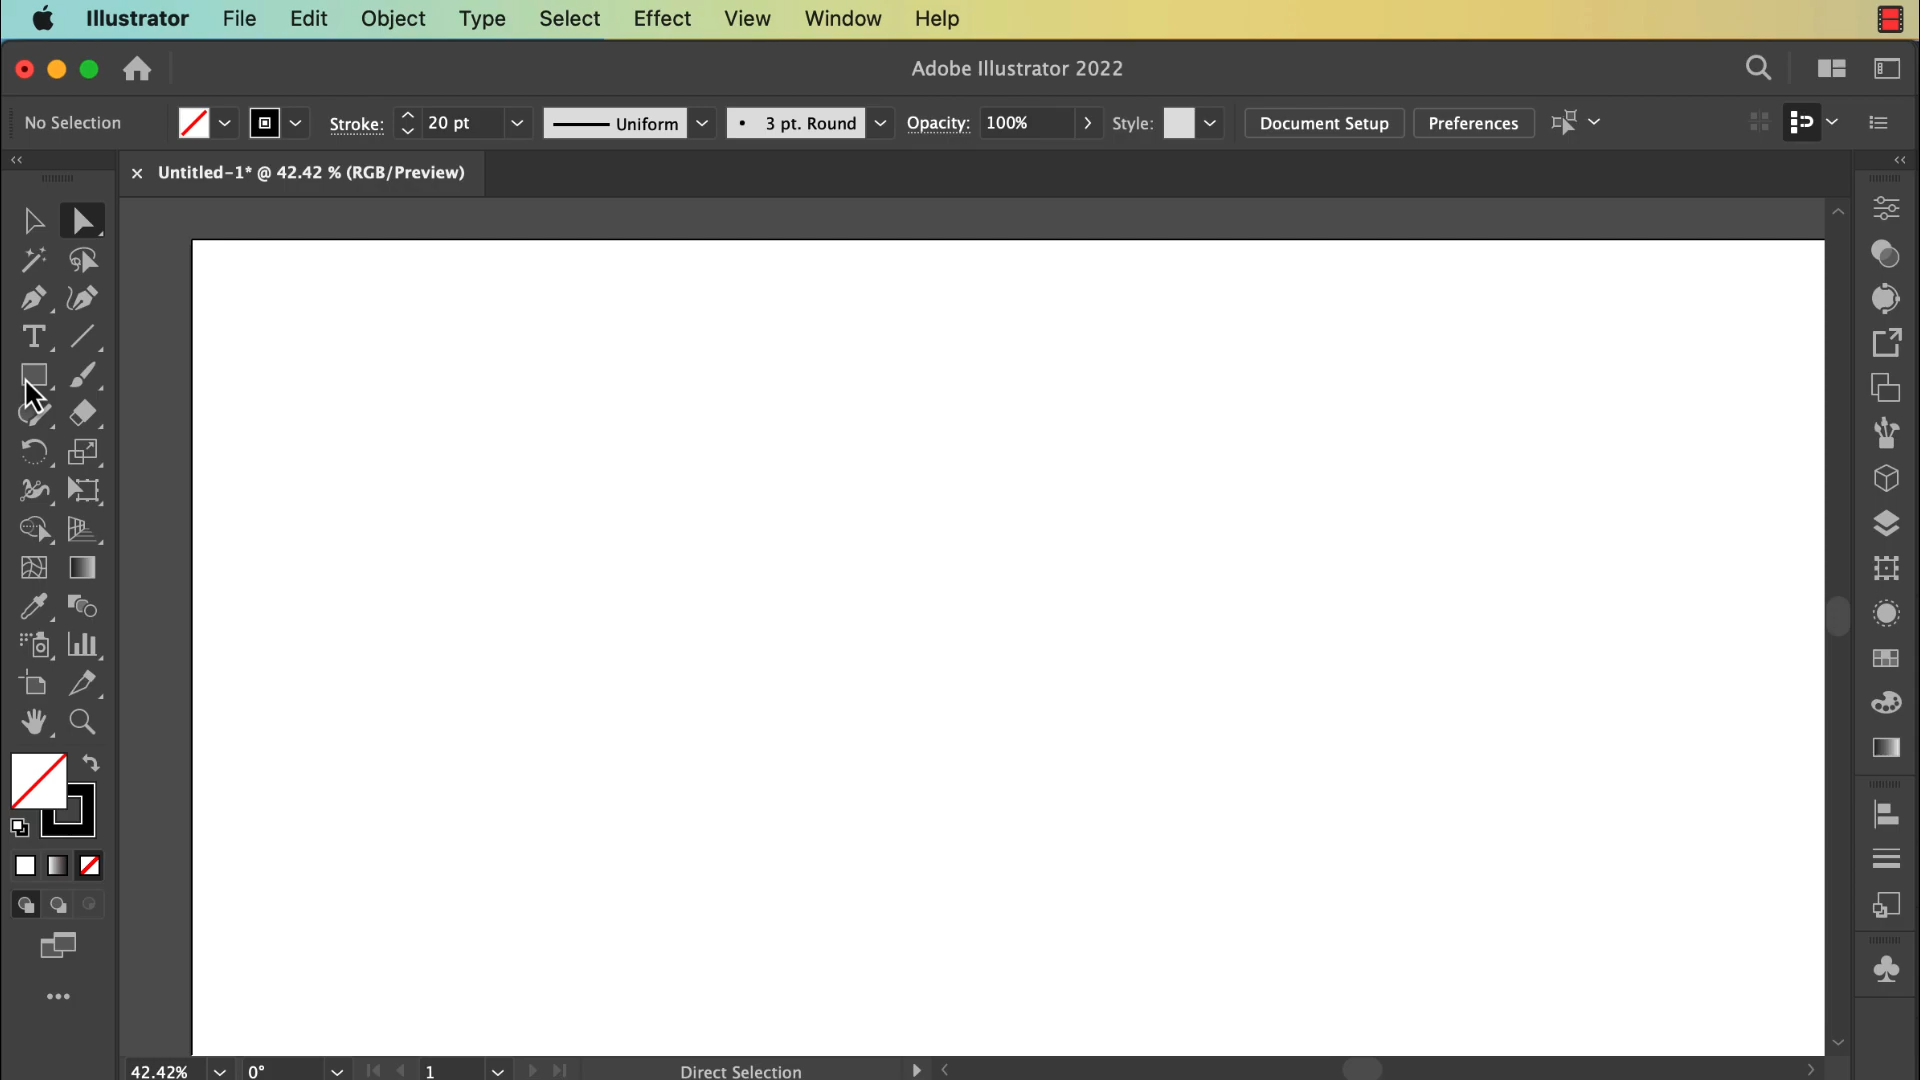 Illustrator File Edit Object Type Select Effect View Window Help
Adobe Illustrator 2022
No Selection Stroke: 20 pt Uniform 3 pt. Round Opacity: 100% Style: Document Setup Preferences
Untitled-1* @ 42.42 % (RGB/Preview)
42.42% 0° 1 Direct Selection